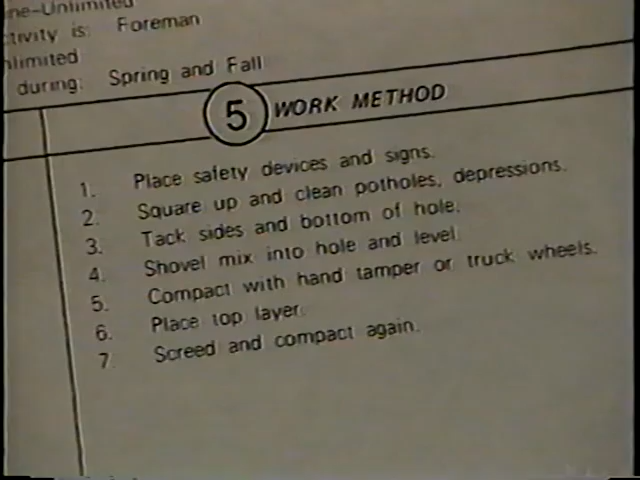 ine-Unlimited
ctivity is: Foreman
nlimited
during: Spring and Fall
5 WORK METHOD
1. Place safety devices and signs.
2. Square up and clean potholes, depressions.
3. Tack sides and bottom of hole.
4. Shovel mix into hole and level.
5. Compact with hand tamper or truck wheels.
6. Place top layer.
7. Screed and compact again.